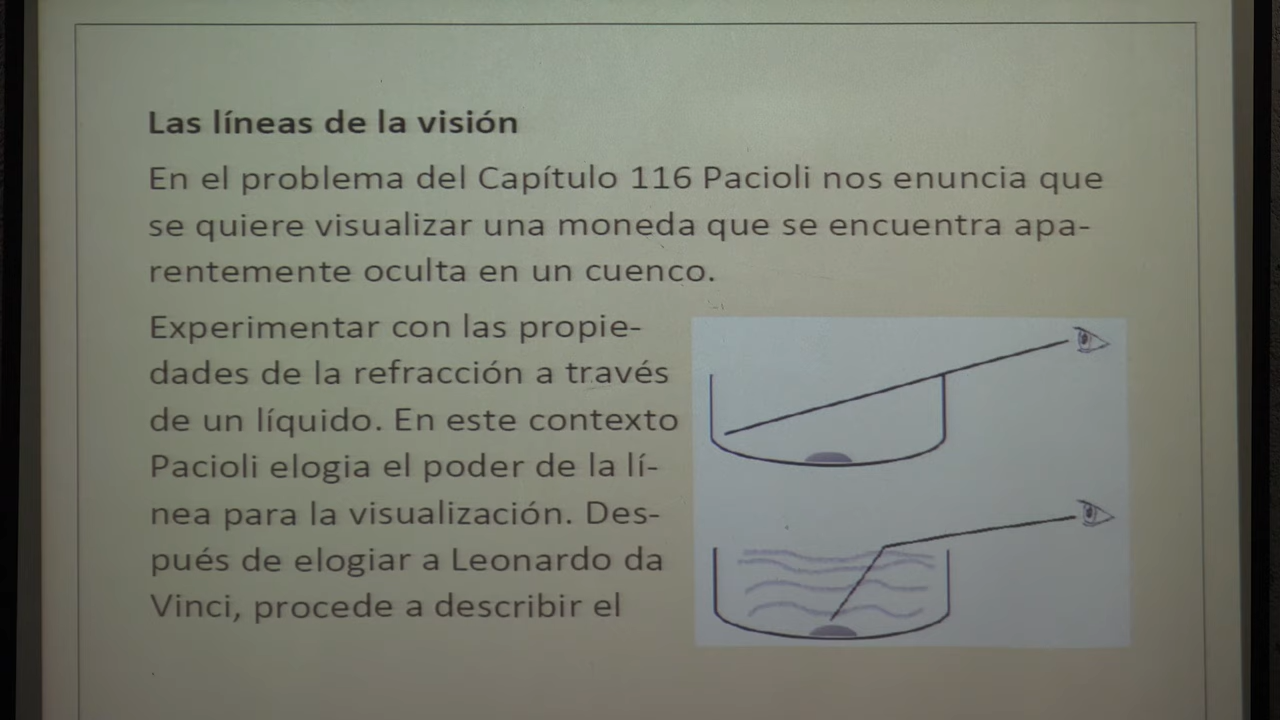 Las líneas de la visión
En el problema del Capítulo 116 Pacioli nos enuncia que
se quiere visualizar una moneda que se encuentra apa-
rentemente oculta en un cuenco.
Experimentar con las propie-
dades de la refracción a través
de un líquido. En este contexto
Pacioli elogia el poder de la lí-
nea para la visualización. Des-
pués de elogiar a Leonardo da
Vinci, procede a describir el